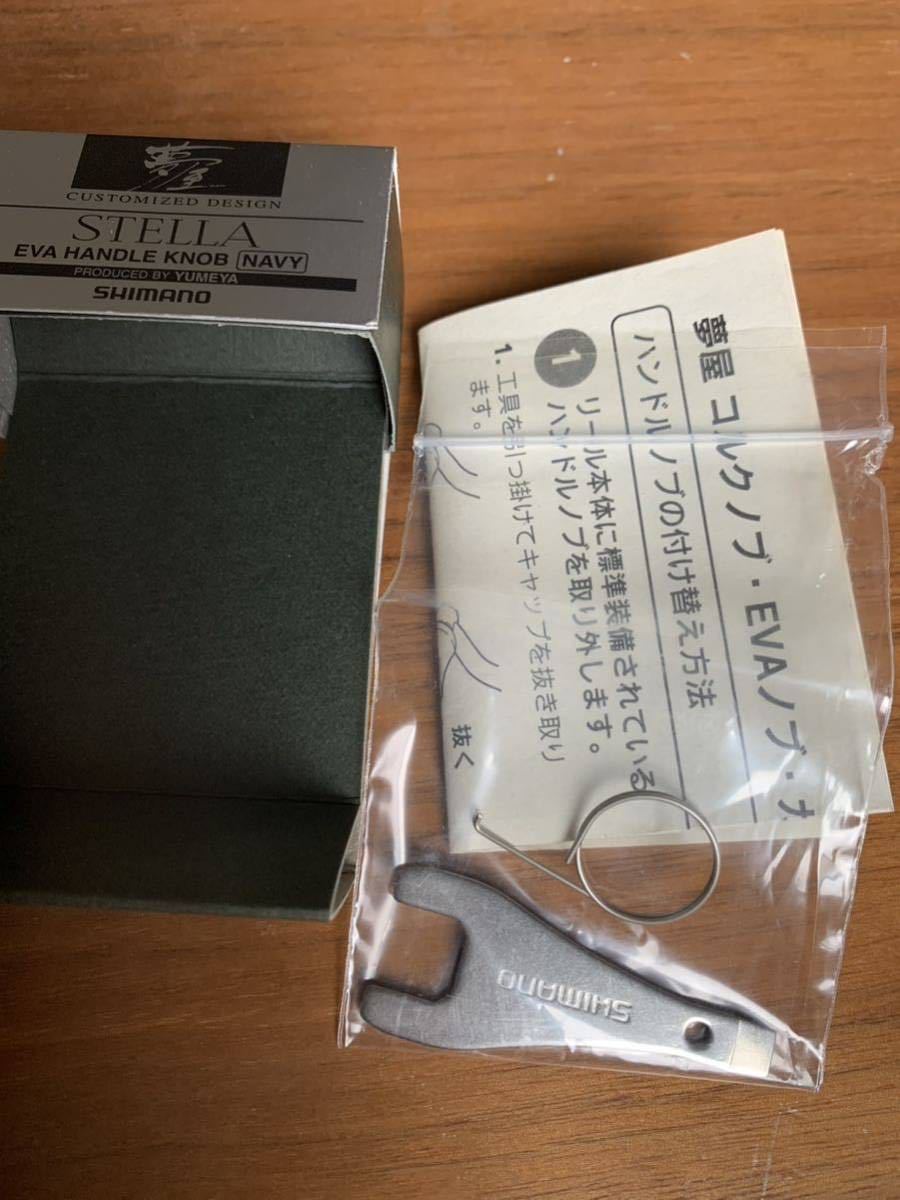 夢屋
CUSTOMIZED DESIGN
STELLA
EVA HANDLE KNOB NAVY
PRODUCED BY YUMEYA
SHIMANO
夢屋 コルクノブ・EVAノブ・カ
ハンドルノブの付け替え方法
1
リール本体に標準装備されている
ハンドルノブを取り外します。
1. 工具を引っ掛けてキャップを抜き取り
ます。
抜く
SHIMANO